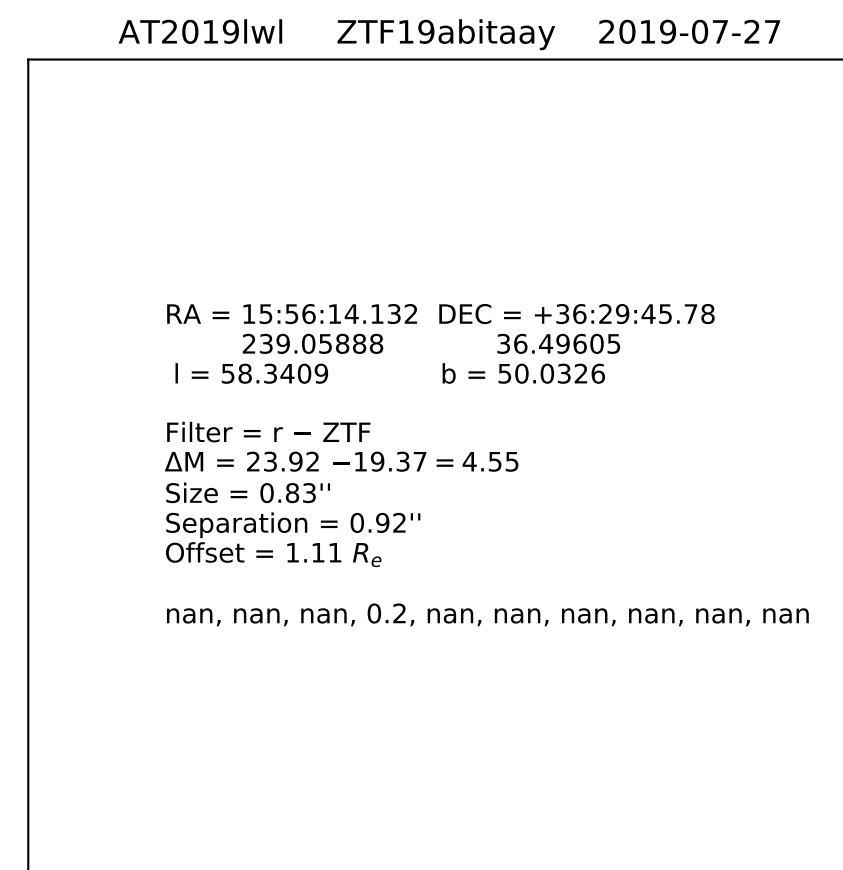 AT2019lwl ZTF19abitaay 2019-07-27
RA = 15:56:14.132 DEC = +36:29:45.78
239.05888 36.49605
l = 58.3409 b = 50.0326
Filter = r − ZTF
ΔM = 23.92 −19.37 = 4.55
Size = 0.83''
Separation = 0.92''
Offset = 1.11 Rₑ
nan, nan, nan, 0.2, nan, nan, nan, nan, nan, nan